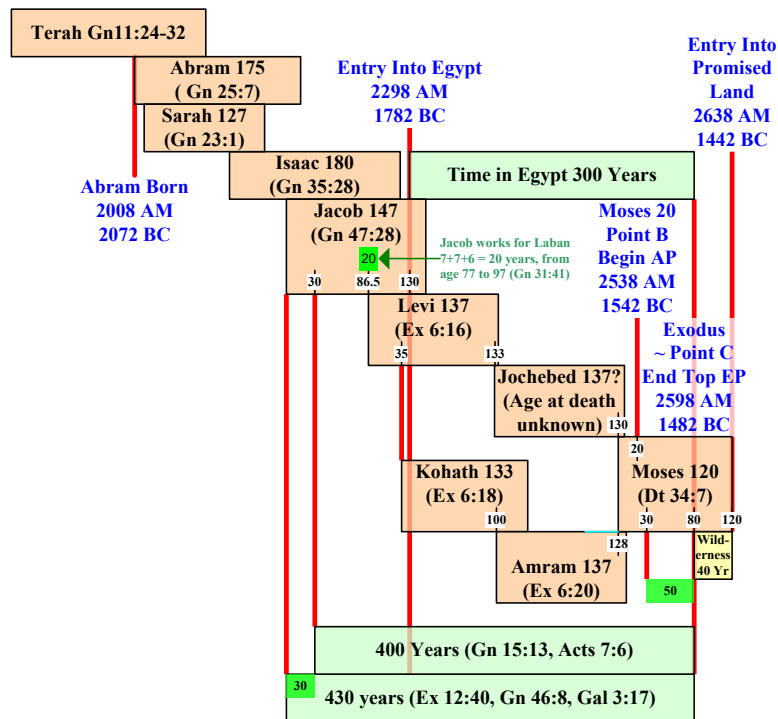 Terah Gn11:24-32
Abram 175
( Gn 25:7)
Sarah 127
(Gn 23:1)
Abram Born
2008 AM
2072 BC
Isaac 180
(Gn 35:28)
Entry Into Egypt
2298 AM
1782 BC
Entry Into
Promised
Land
2638 AM
1442 BC
Time in Egypt 300 Years
Jacob 147
(Gn 47:28)
20
30
86.5
130
Jacob works for Laban
7+7+6 = 20 years, from
age 77 to 97 (Gn 31:41)
Moses 20
Point B
Begin AP
2538 AM
1542 BC
Levi 137
(Ex 6:16)
35
133
Exodus
~ Point C
End Top EP
2598 AM
1482 BC
Jochebed 137?
(Age at death
unknown)
130
20
Kohath 133
(Ex 6:18)
100
Moses 120
(Dt 34:7)
30
80
120
Amram 137
(Ex 6:20)
128
Wild-
erness
40 Yr
50
400 Years (Gn 15:13, Acts 7:6)
30
430 years (Ex 12:40, Gn 46:8, Gal 3:17)